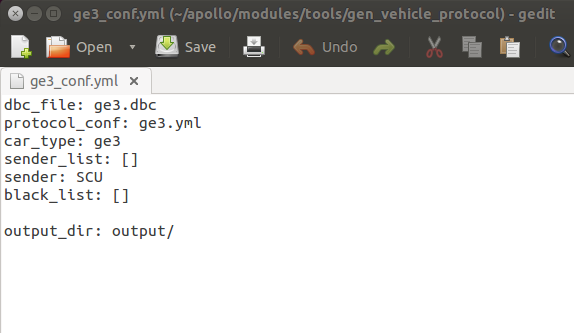 ge3_conf.yml (~/apollo/modules/tools/gen_vehicle_protocol) - gedit
Open Save Undo
ge3_conf.yml
dbc_file: ge3.dbc
protocol_conf: ge3.yml
car_type: ge3
sender_list: []
sender: SCU
black_list: []
output_dir: output/